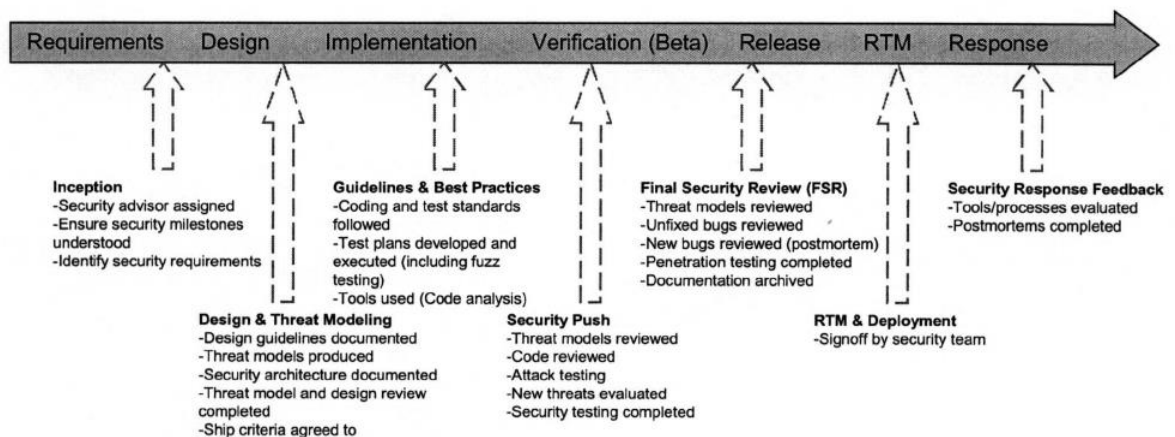 Requirements Design Implementation Verification (Beta) Release RTM Response
Inception
-Security advisor assigned
-Ensure security milestones
understood
-Identify security requirements
Guidelines & Best Practices
-Coding and test standards
followed
-Test plans developed and
executed (including fuzz
testing)
-Tools used (Code analysis)
Final Security Review (FSR)
-Threat models reviewed
-Unfixed bugs reviewed
-New bugs reviewed (postmortem)
-Penetration testing completed
-Documentation archived
Security Response Feedback
-Tools/processes evaluated
-Postmortems completed
Design & Threat Modeling
-Design guidelines documented
-Threat models produced
-Security architecture documented
-Threat model and design review
completed
-Ship criteria agreed to
Security Push
-Threat models reviewed
-Code reviewed
-Attack testing
-New threats evaluated
-Security testing completed
RTM & Deployment
-Signoff by security team